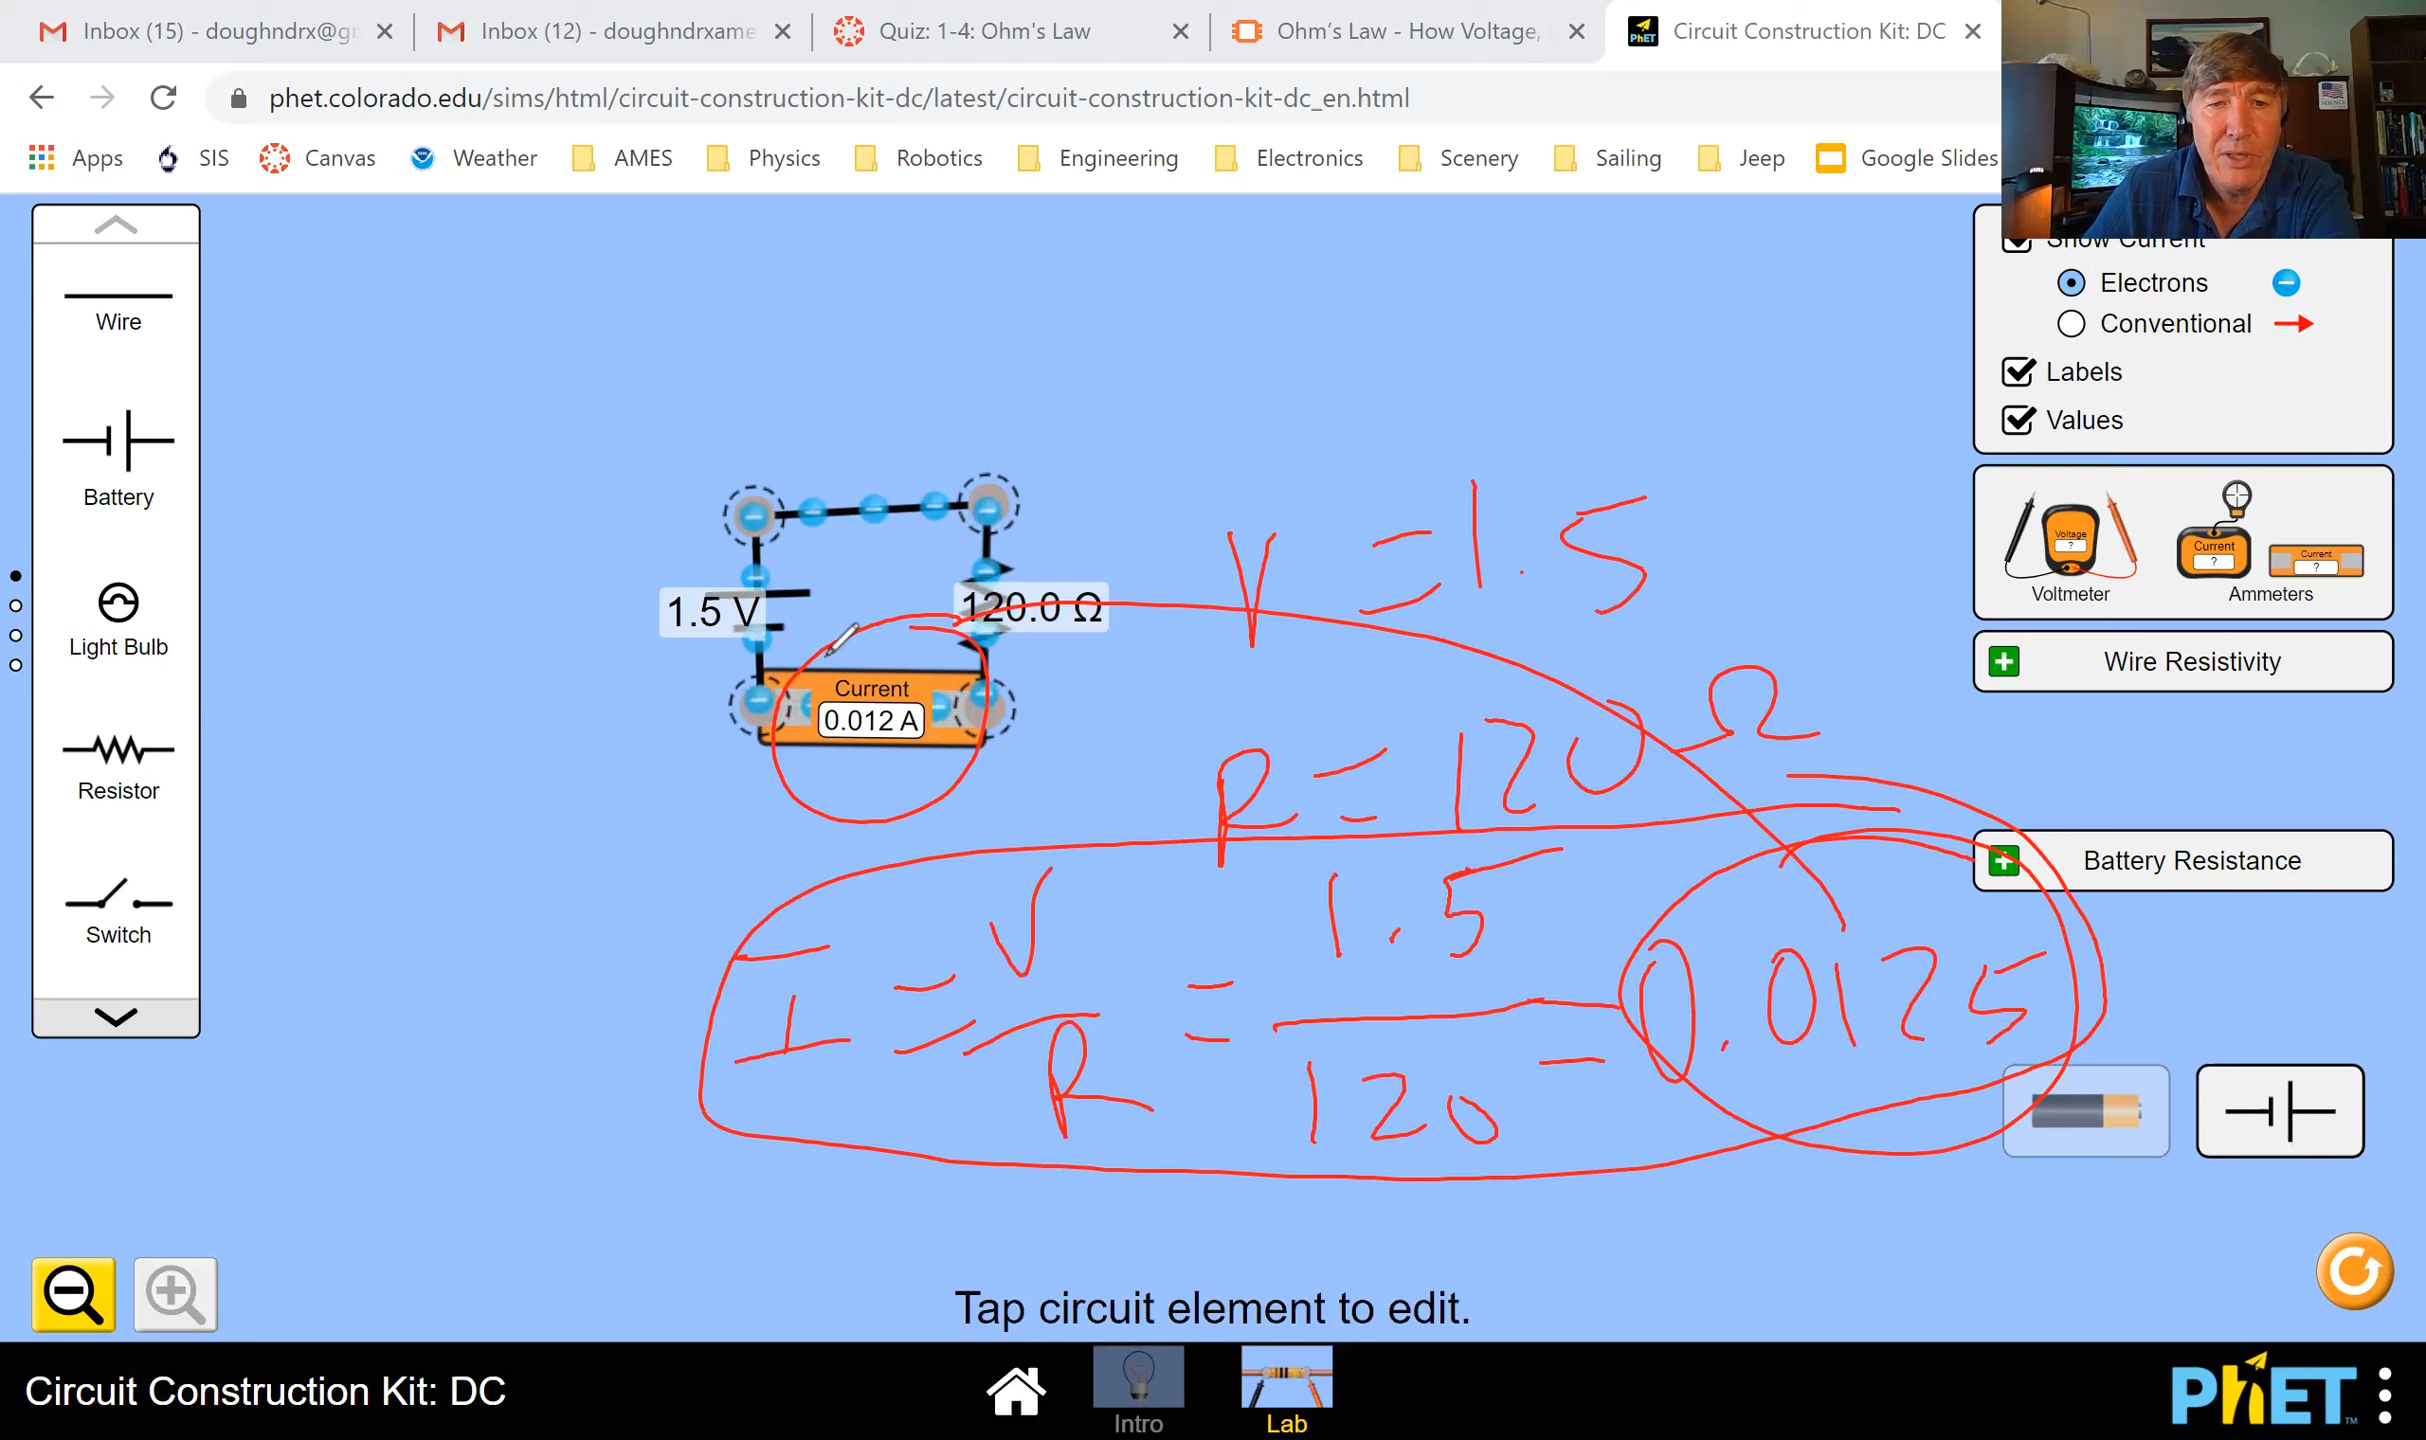 Inbox (15) - doughndrx@gr
Inbox (12) - doughndrxame
Quiz: 1-4: Ohm's Law
Ohm's Law - How Voltage,
Circuit Construction Kit: DC
phet.colorado.edu/sims/html/circuit-construction-kit-dc/latest/circuit-construction-kit-dc_en.html
Apps
SIS
Canvas
Weather
AMES
Physics
Robotics
Engineering
Electronics
Scenery
Sailing
Jeep
Google Slides
Wire
Battery
Light Bulb
Resistor
Switch
Show Current
Electrons
Conventional
Labels
Values
Voltage
?
Voltmeter
Current
?
Current
?
Ammeters
Wire Resistivity
Battery Resistance
1.5 V
120.0 Ω
Current
0.012 A
V = 1.5
R = 120 Ω
I = V/R = 1.5/120 = 0.0125
Tap circuit element to edit.
Circuit Construction Kit: DC
Intro
Lab
PhET